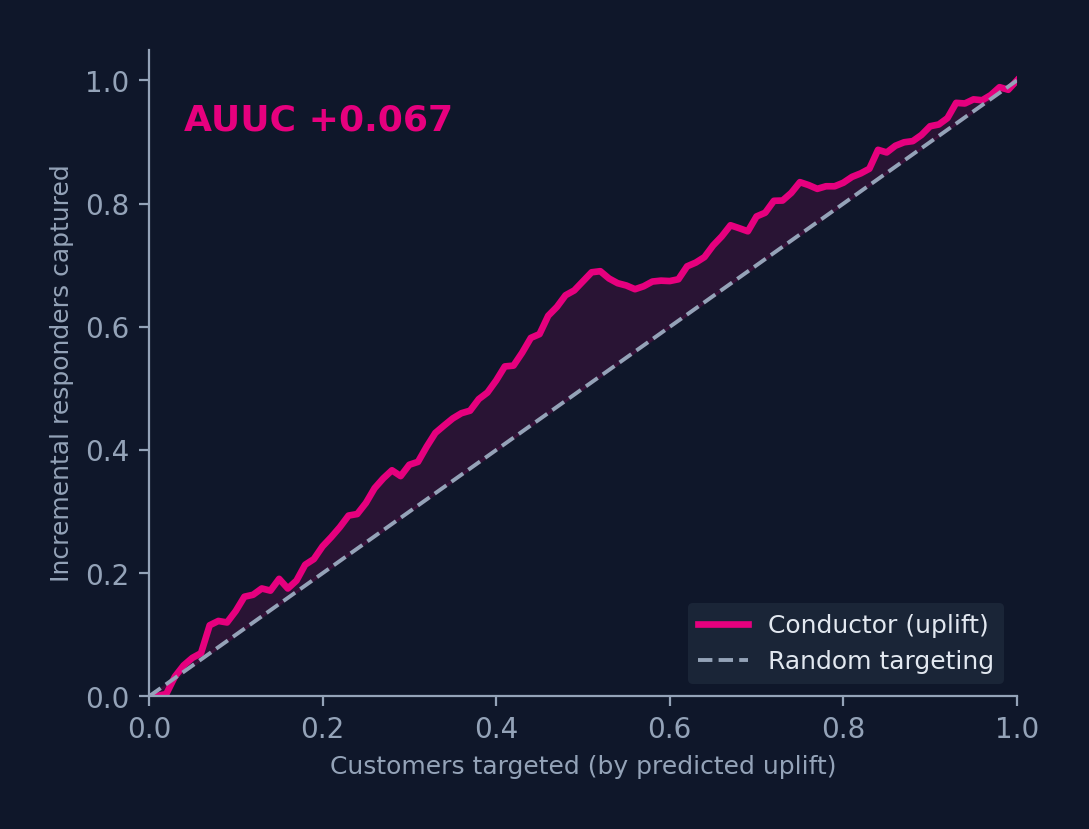 AUUC +0.067
Incremental responders captured
1.0
0.8
0.6
0.4
0.2
0.0
Conductor (uplift)
Random targeting
0.0 0.2 0.4 0.6 0.8 1.0
Customers targeted (by predicted uplift)